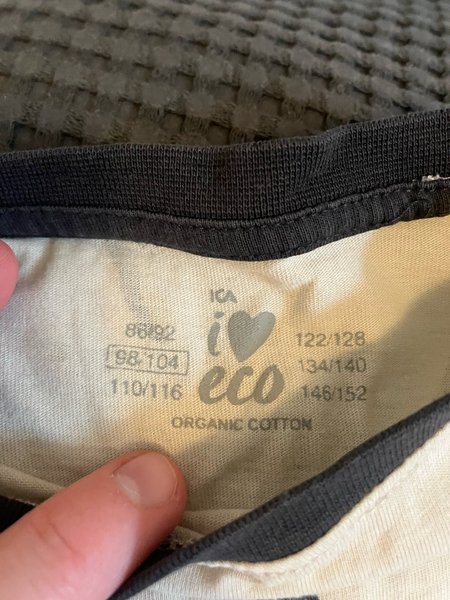 ICA
i♥
eco
86/92
98/104
110/116
122/128
134/140
146/152
ORGANIC COTTON